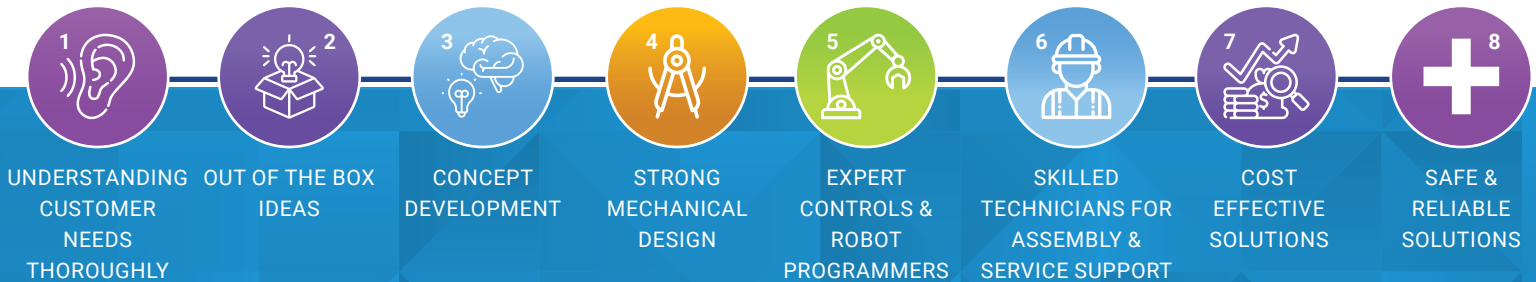 1
UNDERSTANDING
CUSTOMER
NEEDS
THOROUGHLY
2
OUT OF THE BOX
IDEAS
3
CONCEPT
DEVELOPMENT
4
STRONG
MECHANICAL
DESIGN
5
EXPERT
CONTROLS &
ROBOT
PROGRAMMERS
6
SKILLED
TECHNICIANS FOR
ASSEMBLY &
SERVICE SUPPORT
7
COST
EFFECTIVE
SOLUTIONS
8
SAFE &
RELIABLE
SOLUTIONS